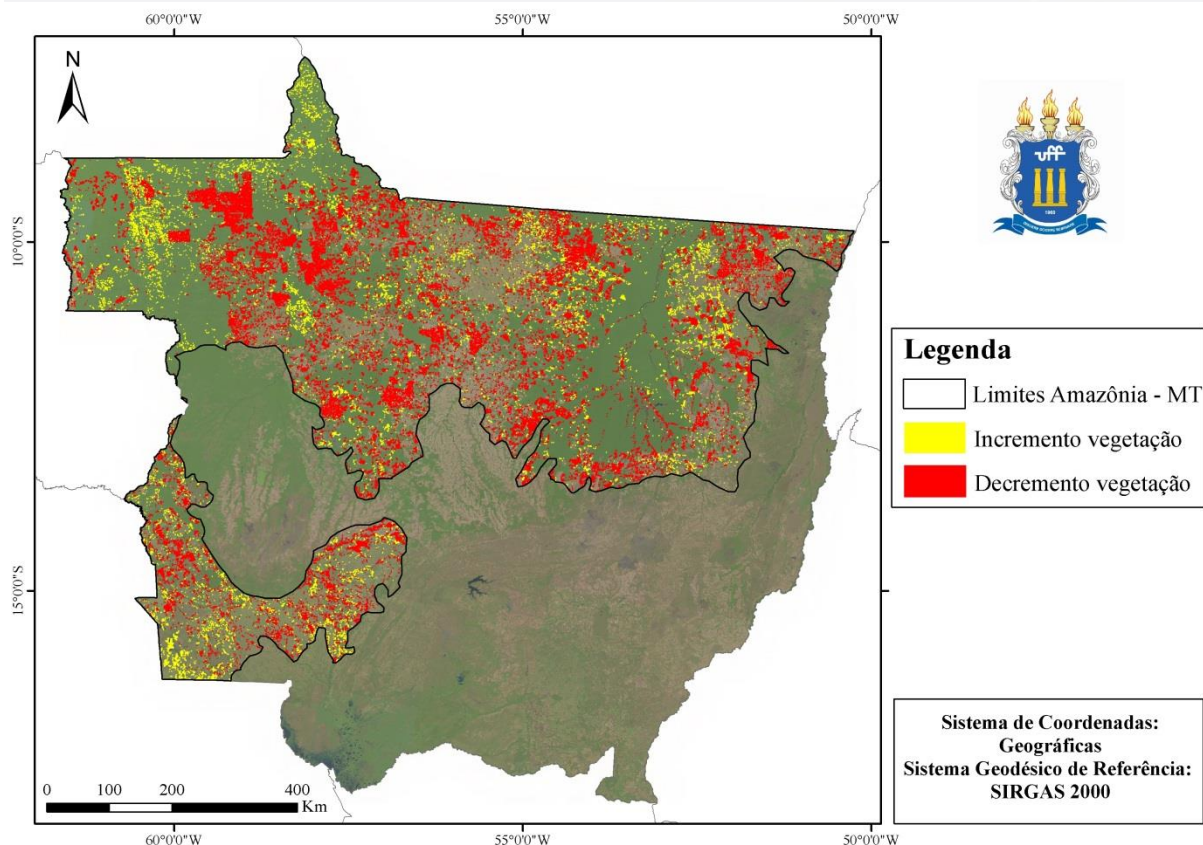 60°0'0"W 55°0'0"W 50°0'0"W
N
10°0'0"S
15°0'0"S
0 100 200 400
Km
60°0'0"W 55°0'0"W 50°0'0"W
uff
Legenda
Limites Amazônia - MT
Incremento vegetação
Decremento vegetação
Sistema de Coordenadas:
Geográficas
Sistema Geodésico de Referência:
SIRGAS 2000